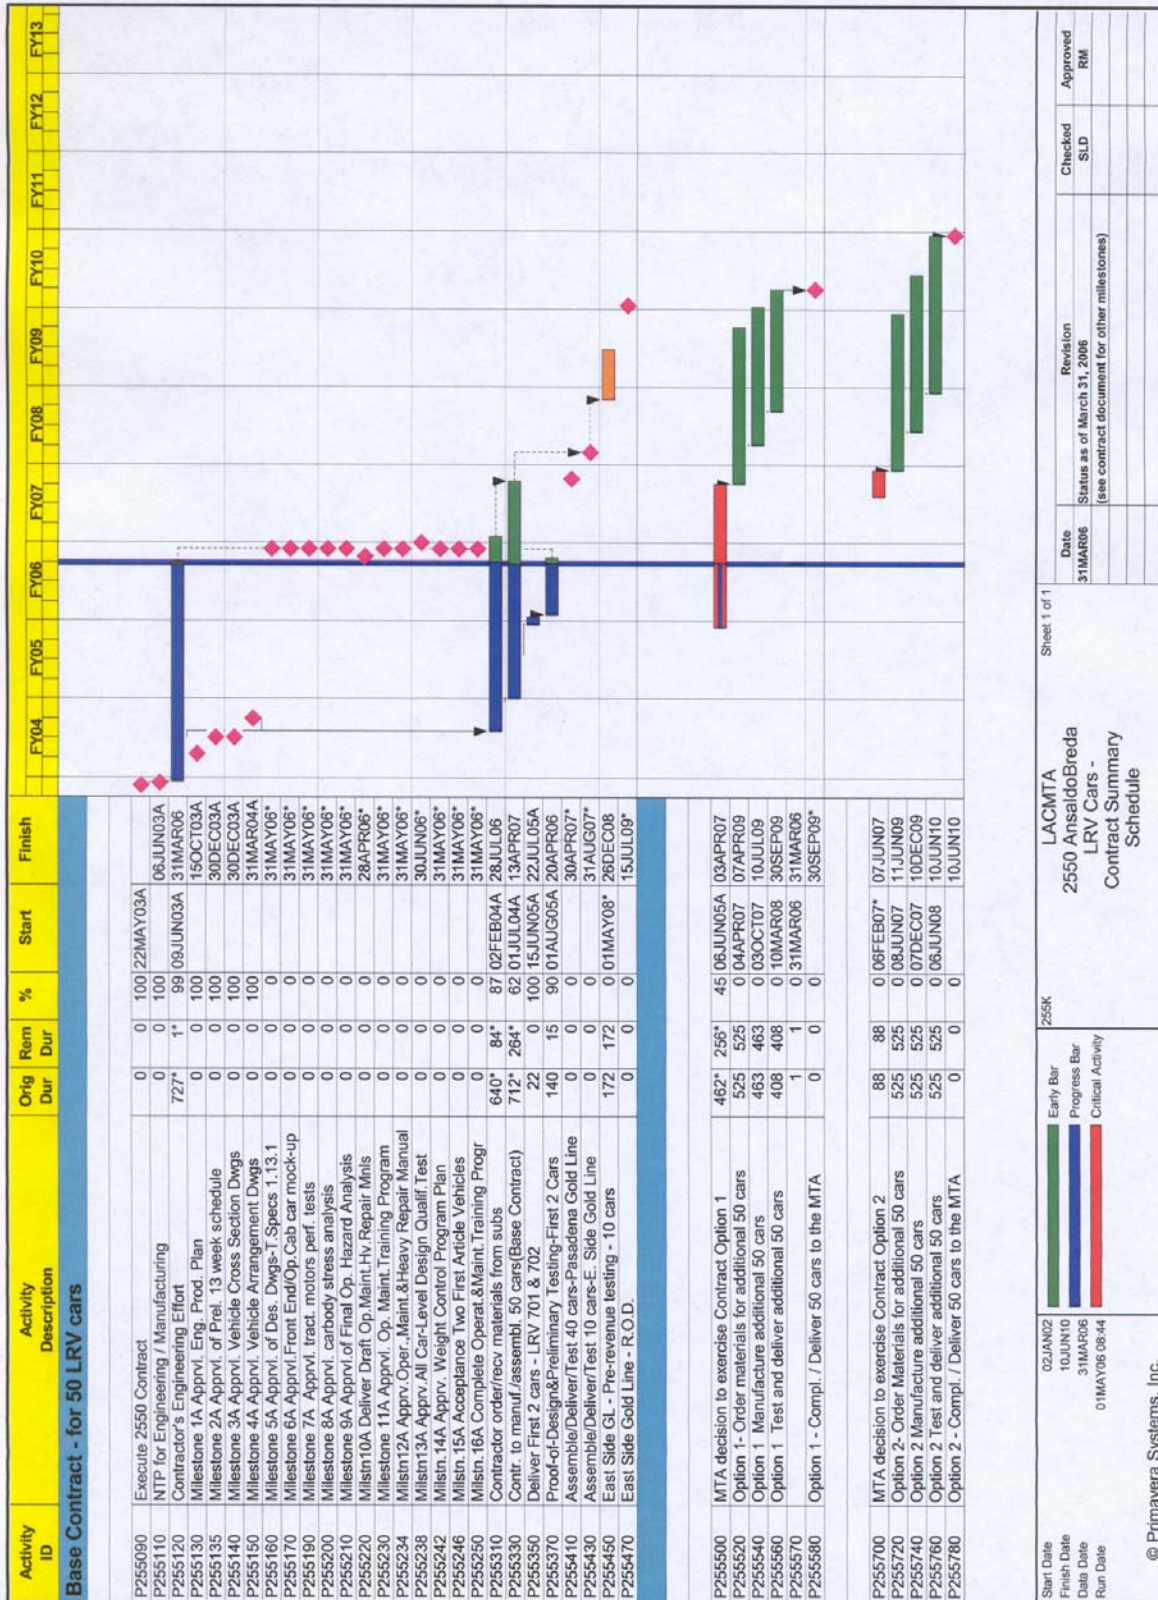 Activity ID Activity Description Orig Dur Rem Dur % Start Finish FY04 FY05 FY06 FY07 FY08 FY09 FY10 FY11 FY12 FY13
Base Contract - for 50 LRV cars
P255090 Execute 2550 Contract 0 0 100 22MAY03A
P255110 NTP for Engineering / Manufacturing 0 0 100 06JUN03A
P255120 Contractor's Engineering Effort 727* 1* 99 09JUN03A 31MAR06
P255130 Milestone 1A Apprvl. Eng. Prod. Plan 0 0 100 15OCT03A
P255135 Milestone 2A Apprvl. of Prel. 13 week schedule 0 0 100 30DEC03A
P255140 Milestone 3A Apprvl. Vehicle Cross Section Dwgs 0 0 100 30DEC03A
P255150 Milestone 4A Apprvl. Vehicle Arrangement Dwgs 0 0 100 31MAR04A
P255160 Milestone 5A Apprvl. of Des. Dwgs-T.Specs 1.13.1 0 0 0 31MAY06*
P255170 Milestone 6A Apprvl.Front End/Op.Cab car mock-up 0 0 0 31MAY06*
P255190 Milestone 7A Apprvl. tract. motors perf. tests 0 0 0 31MAY06*
P255200 Milestone 8A Apprvl. carbody stress analysis 0 0 0 31MAY06*
P255210 Milestone 9A Apprvl.of Final Op. Hazard Analysis 0 0 0 31MAY06*
P255220 Milstn10A Deliver Draft Op.Maint.Hv.Repair Mnls 0 0 0 28APR06*
P255230 Milestone 11A Apprvl. Op. Maint.Training Program 0 0 0 31MAY06*
P255234 Milstn12A Apprv.Oper.,Maint.&Heavy Repair Manual 0 0 0 31MAY06*
P255238 Milstn13A Apprv.All Car-Level Design Qualif.Test 0 0 0 30JUN06*
P255242 Milstn.14A Apprv. Weight Control Program Plan 0 0 0 31MAY06*
P255246 Milstn.15A Acceptance Two First Article Vehicles 0 0 0 31MAY06*
P255250 Milstn. 16A Complete Operat.&Maint.Training Progr 0 0 0 31MAY06*
P255310 Contractor order/recv materials from subs 640* 84* 87 02FEB04A 28JUL06
P255330 Contr. to manuf./assembl. 50 cars(Base Contract) 712* 264* 62 01JUL04A 13APR07
P255350 Deliver First 2 cars - LRV 701 & 702 22 0 100 15JUN05A 22JUL05A
P255370 Proof-of-Design&Preliminary Testing-First 2 Cars 140 15 90 01AUG05A 20APR06
P255410 Assemble/Deliver/Test 40 cars-Pasadena Gold Line 0 0 0 30APR07*
P255430 Assemble/Deliver/Test 10 cars-E. Side Gold Line 0 0 0 31AUG07*
P255450 East Side GL - Pre-revenue testing - 10 cars 172 172 0 01MAY08* 26DEC08
P255470 East Side Gold Line - R.O.D. 0 0 0 15JUL09*
P255500 MTA decision to exercise Contract Option 1 462* 256* 45 06JUN05A 03APR07
P255520 Option 1- Order materials for additional 50 cars 525 525 0 04APR07 07APR09
P255540 Option 1 Manufacture additional 50 cars 463 463 0 03OCT07 10JUL09
P255560 Option 1 Test and deliver additional 50 cars 408 408 0 10MAR08 30SEP09
P255570 1 1 0 31MAR06 31MAR06
P255580 Option 1 - Compl. / Deliver 50 cars to the MTA 0 0 0 30SEP09*
P255700 MTA decision to exercise Contract Option 2 88 88 0 06FEB07* 07JUN07
P255720 Option 2- Order Materials for additional 50 cars 525 525 0 08JUN07 11JUN09
P255740 Option 2 Manufacture additional 50 cars 525 525 0 07DEC07 10DEC09
P255760 Option 2 Test and deliver additional 50 cars 525 525 0 06JUN08 10JUN10
P255780 Option 2 - Compl. / Deliver 50 cars to the MTA 0 0 0 10JUN10
Start Date 02JAN02
Finish Date 10JUN10
Data Date 31MAR06
Run Date 01MAY06 08:44
© Primavera Systems, Inc.
Early Bar
Progress Bar
Critical Activity
255K
Sheet 1 of 1
LACMTA
2550 AnsaldoBreda
LRV Cars -
Contract Summary
Schedule
Date Revision Checked Approved
31MAR06 Status as of March 31, 2006 SLD RM
(see contract document for other milestones)